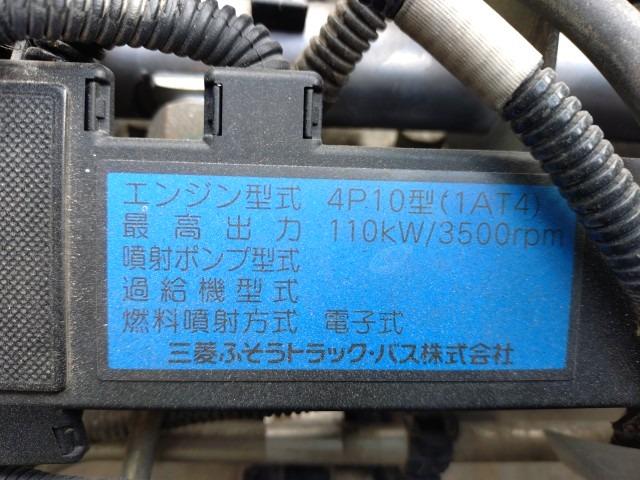 エンジン型式 4P10型(1AT4)
最高出力 110kW/3500rpm
噴射ポンプ型式
過給機型式
燃料噴射方式 電子式
三菱ふそうトラック・バス株式会社